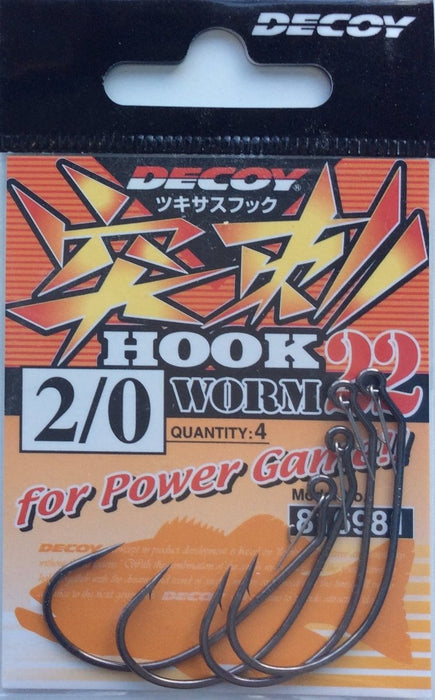 DECOY
DECOY®
ツキサスフック
突刺
HOOK
WORM 22
2/0
QUANTITY:4
for Power Game!!
DECOY
DECOY